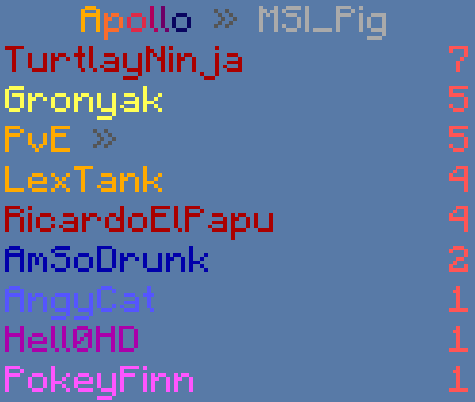 Apollo » MSI_Pig
TurtlayNinja 7
Gronyak 5
PvE » 5
LexTank 4
RicardoElPapu 4
AmSoDrunk 2
AngyCat 1
Hell0HD 1
PokeyFinn 1